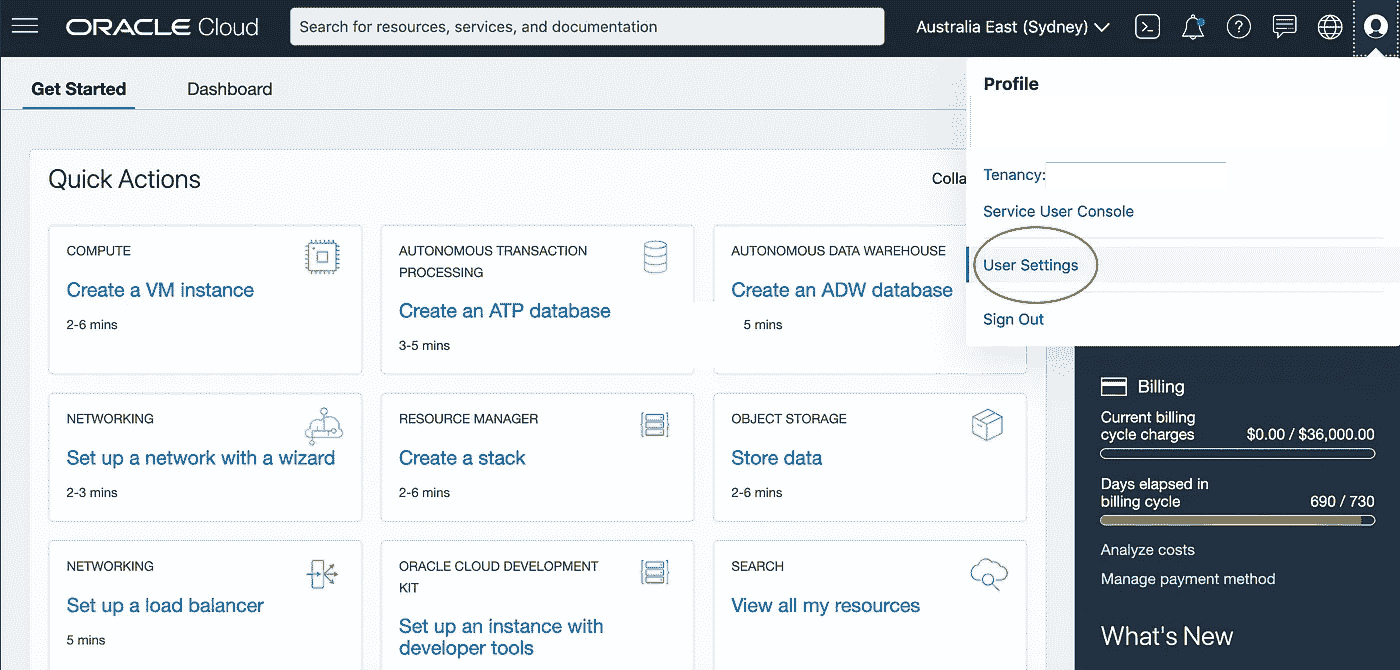 ORACLE Cloud
Search for resources, services, and documentation
Australia East (Sydney)
Get Started
Dashboard
Profile
Tenancy:
Service User Console
User Settings
Sign Out
Quick Actions
Colla
COMPUTE
Create a VM instance
2-6 mins
AUTONOMOUS TRANSACTION
PROCESSING
Create an ATP database
3-5 mins
AUTONOMOUS DATA WAREHOUSE
Create an ADW database
5 mins
NETWORKING
Set up a network with a wizard
2-3 mins
RESOURCE MANAGER
Create a stack
2-6 mins
OBJECT STORAGE
Store data
2-6 mins
NETWORKING
Set up a load balancer
5 mins
ORACLE CLOUD DEVELOPMENT
KIT
Set up an instance with
developer tools
SEARCH
View all my resources
Billing
Current billing
cycle charges $0.00 / $36,000.00
Days elapsed in
billing cycle 690 / 730
Analyze costs
Manage payment method
What's New